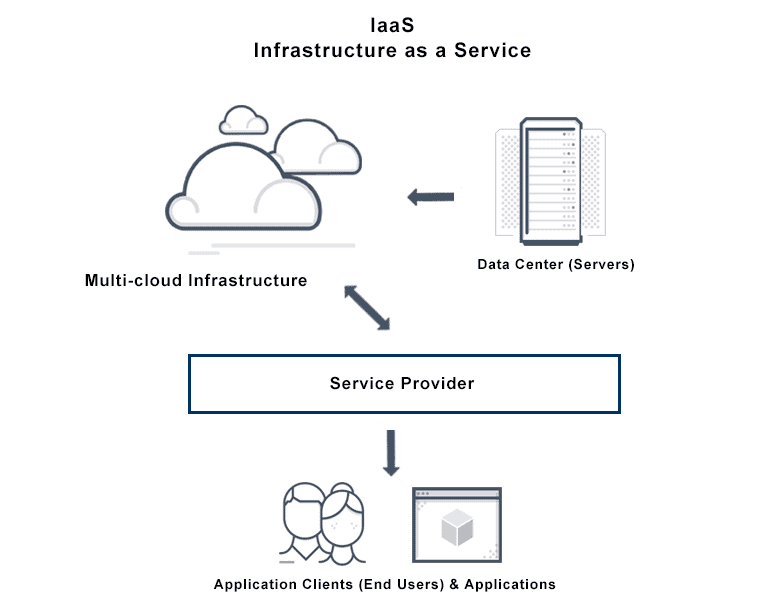 IaaS
Infrastructure as a Service
Data Center (Servers)
Multi-cloud Infrastructure
Service Provider
Application Clients (End Users) & Applications